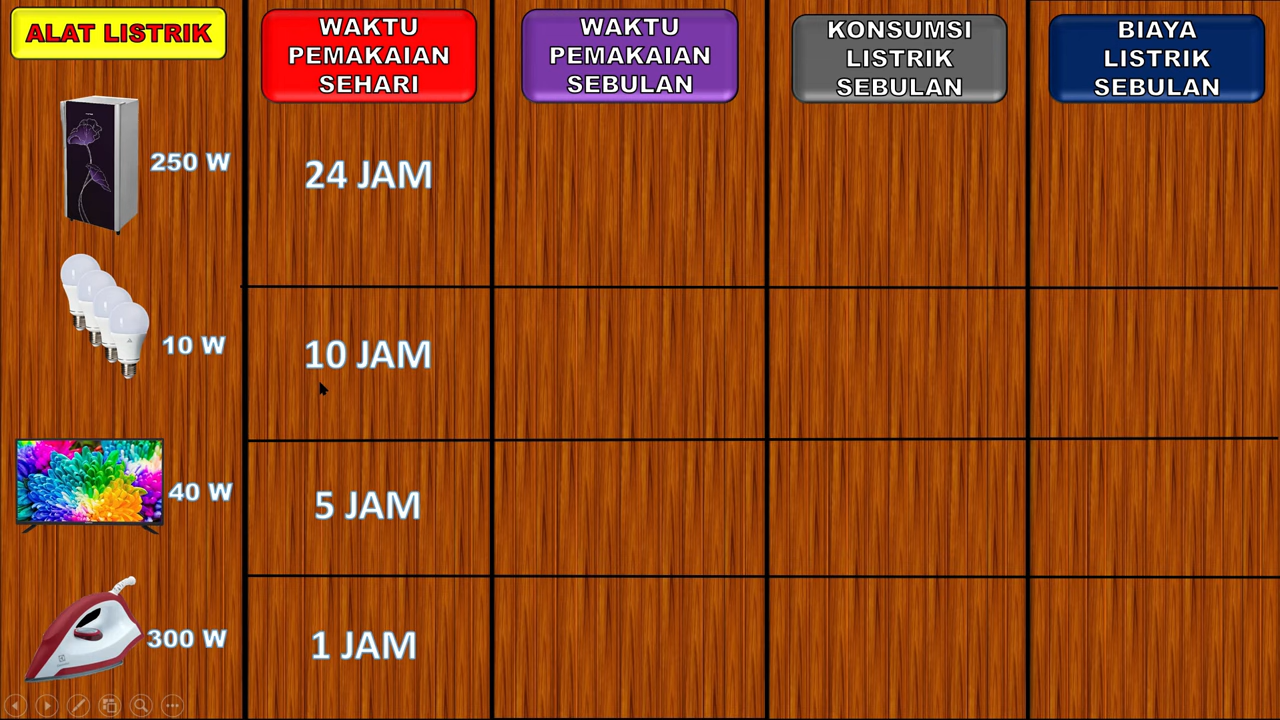 ALAT LISTRIK
WAKTU
PEMAKAIAN
SEHARI
WAKTU
PEMAKAIAN
SEBULAN
KONSUMSI
LISTRIK
SEBULAN
BIAYA
LISTRIK
SEBULAN
250 W
24 JAM
10 W
10 JAM
40 W
5 JAM
300 W
1 JAM